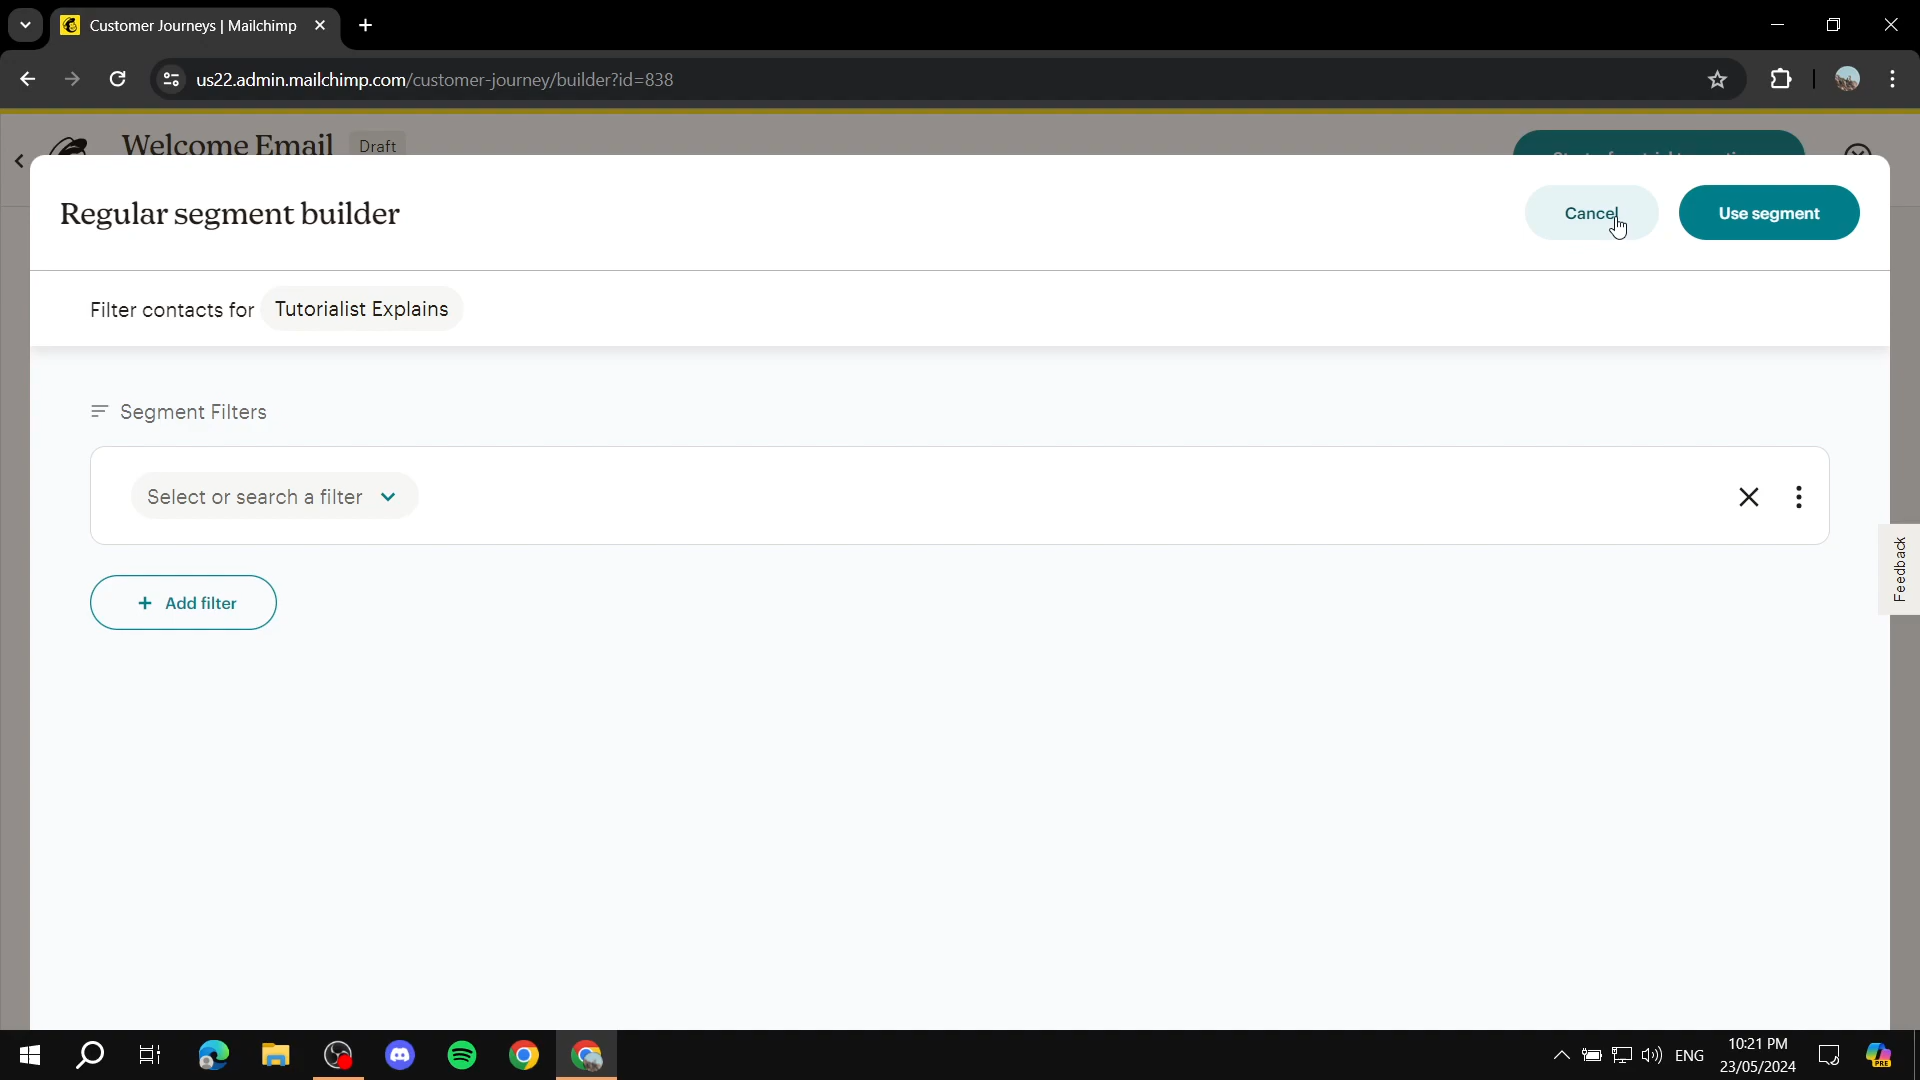 Customer Journeys | Mailchimp
us22.admin.mailchimp.com/customer-journey/builder?id=838
Welcome Email
Draft
Regular segment builder
Cancel
Use segment
Filter contacts for Tutorialist Explains
Segment Filters
Select or search a filter
+ Add filter
Feedback
ENG
10:21 PM
23/05/2024
PRE